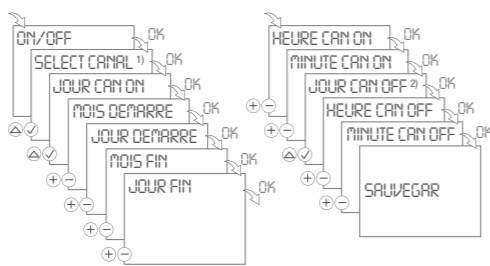 ON/OFF OK
SELECT CANAL 1) OK
JOUR CAN ON OK
MOIS DEMARRE OK
JOUR DEMARRE OK
MOIS FIN OK
JOUR FIN OK
HEURE CAN ON OK
MINUTE CAN ON OK
JOUR CAN OFF 2) OK
HEURE CAN OFF OK
MINUTE CAN OFF OK
SAUVEGAR